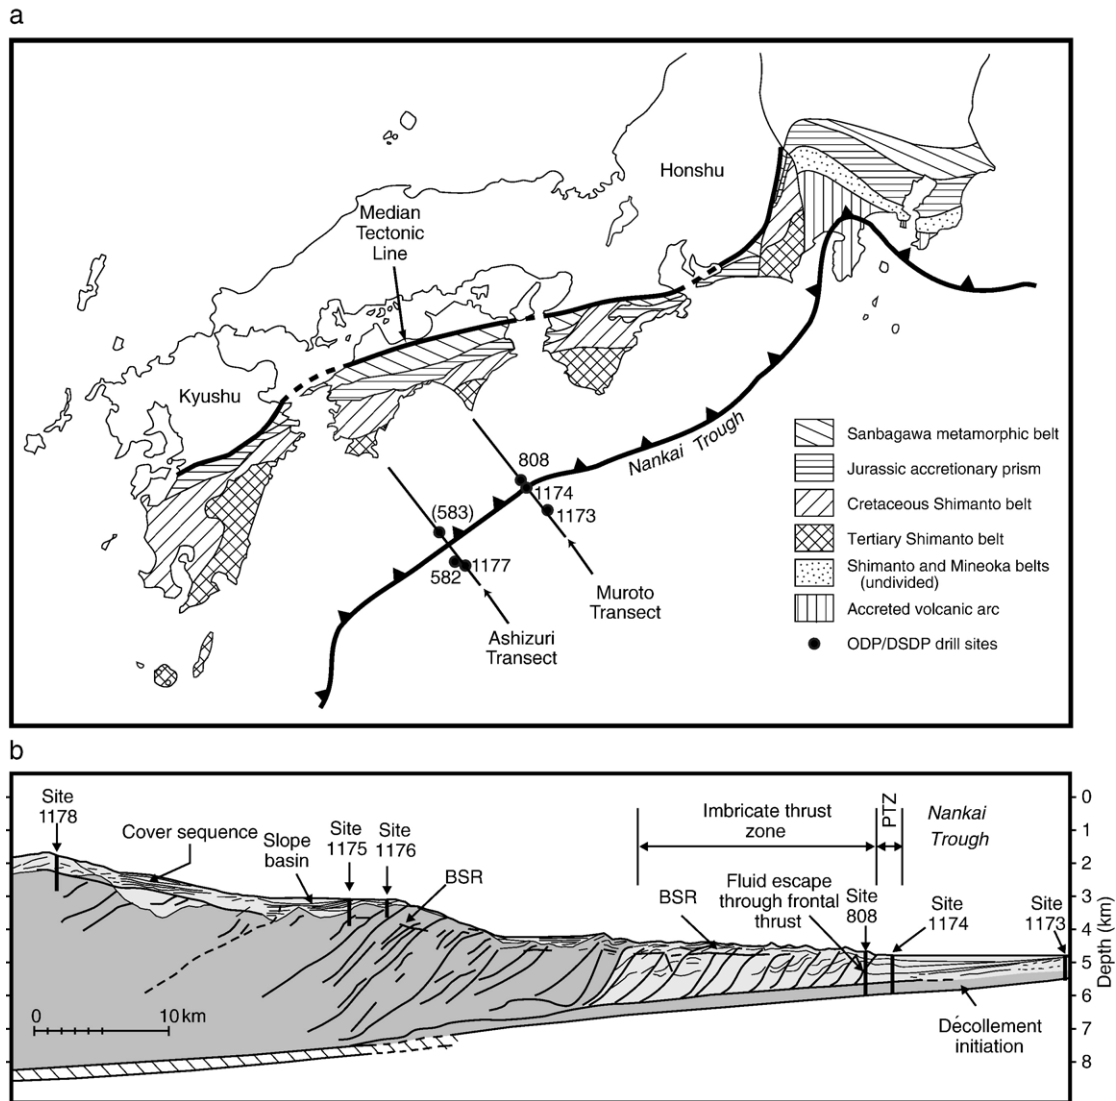 a
Honshu
Median
Tectonic
Line
Kyushu
Nankai Trough
808
1174
1173
(583)
582
1177
Muroto
Transect
Ashizuri
Transect
Sanbagawa metamorphic belt
Jurassic accretionary prism
Cretaceous Shimanto belt
Tertiary Shimanto belt
Shimanto and Mineoka belts
(undivided)
Accreted volcanic arc
ODP/DSDP drill sites
b
Site
1178
Cover sequence
Slope
basin
Site
1175
Site
1176
BSR
Imbricate thrust
zone
PTZ
Nankai
Trough
BSR
Fluid escape
through frontal
thrust
Site
808
Site
1174
Site
1173
Décollement
initiation
0
10 km
0
1
2
3
4
5
6
7
8
Depth (km)